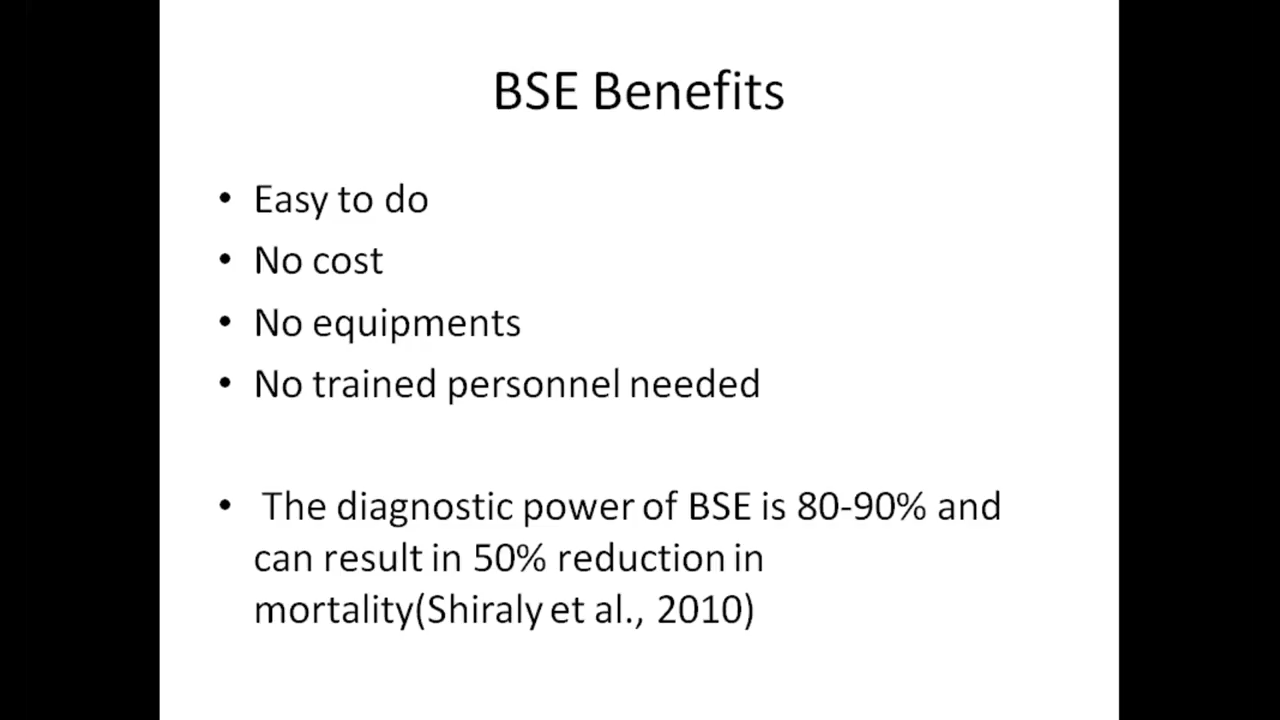 BSE Benefits
• Easy to do
• No cost
• No equipments
• No trained personnel needed
• The diagnostic power of BSE is 80-90% and
can result in 50% reduction in
mortality(Shiraly et al., 2010)